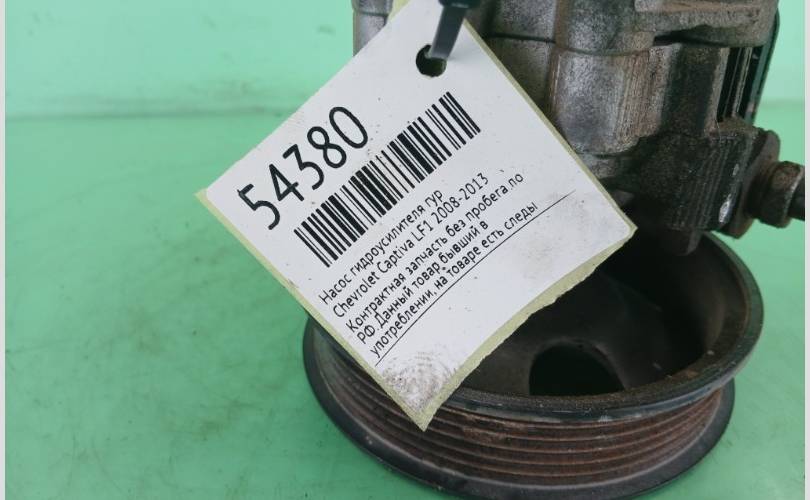 54380
Насос гидроусилителя гур
Chevrolet Captiva LF1 2008-2013
Контрактная запчасть без пробега по
РФ.Данный товар, бывший в
употреблении, на товаре есть следы